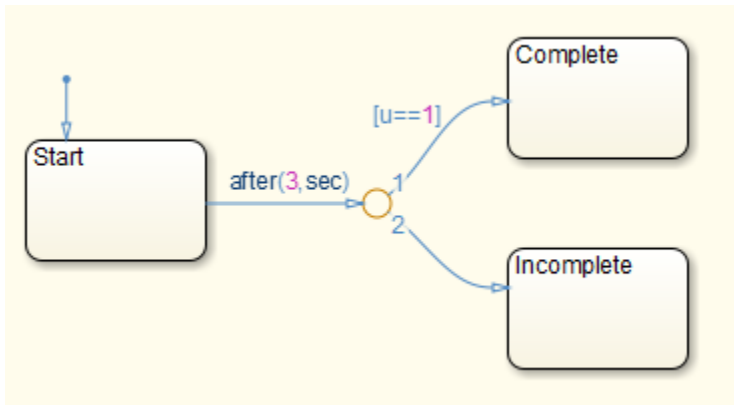 Complete
[u==1]
Start
after(3,sec)
1
2
Incomplete